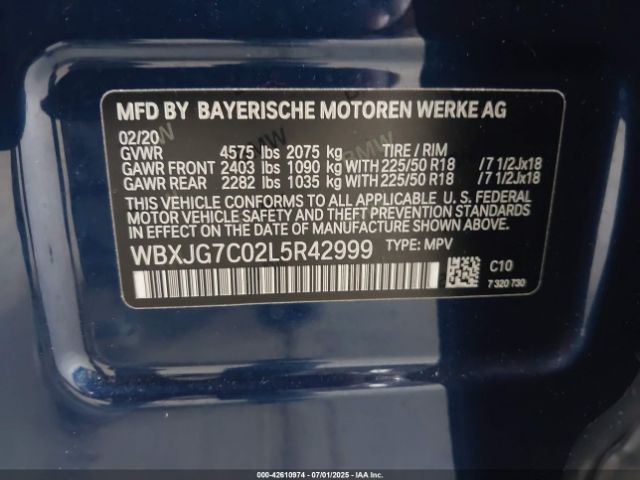 MFD BY BAYERISCHE MOTOREN WERKE AG
02/20
GVWR 4575 lbs 2075 kg TIRE / RIM
GAWR FRONT 2403 lbs 1090 kg WITH 225/50 R18 /7 1/2Jx18
GAWR REAR 2282 lbs 1035 kg WITH 225/50 R18 /7 1/2Jx18
THIS VEHICLE CONFORMS TO ALL APPLICABLE U. S. FEDERAL
MOTOR VEHICLE SAFETY AND THEFT PREVENTION STANDARDS
IN EFFECT ON THE DATE OF MANUFACTURE SHOWN ABOVE.
WBXJG7C02L5R42999 TYPE: MPV
C10
7 320 730
000-42610974 | 07/01/2025 | IAAI.com